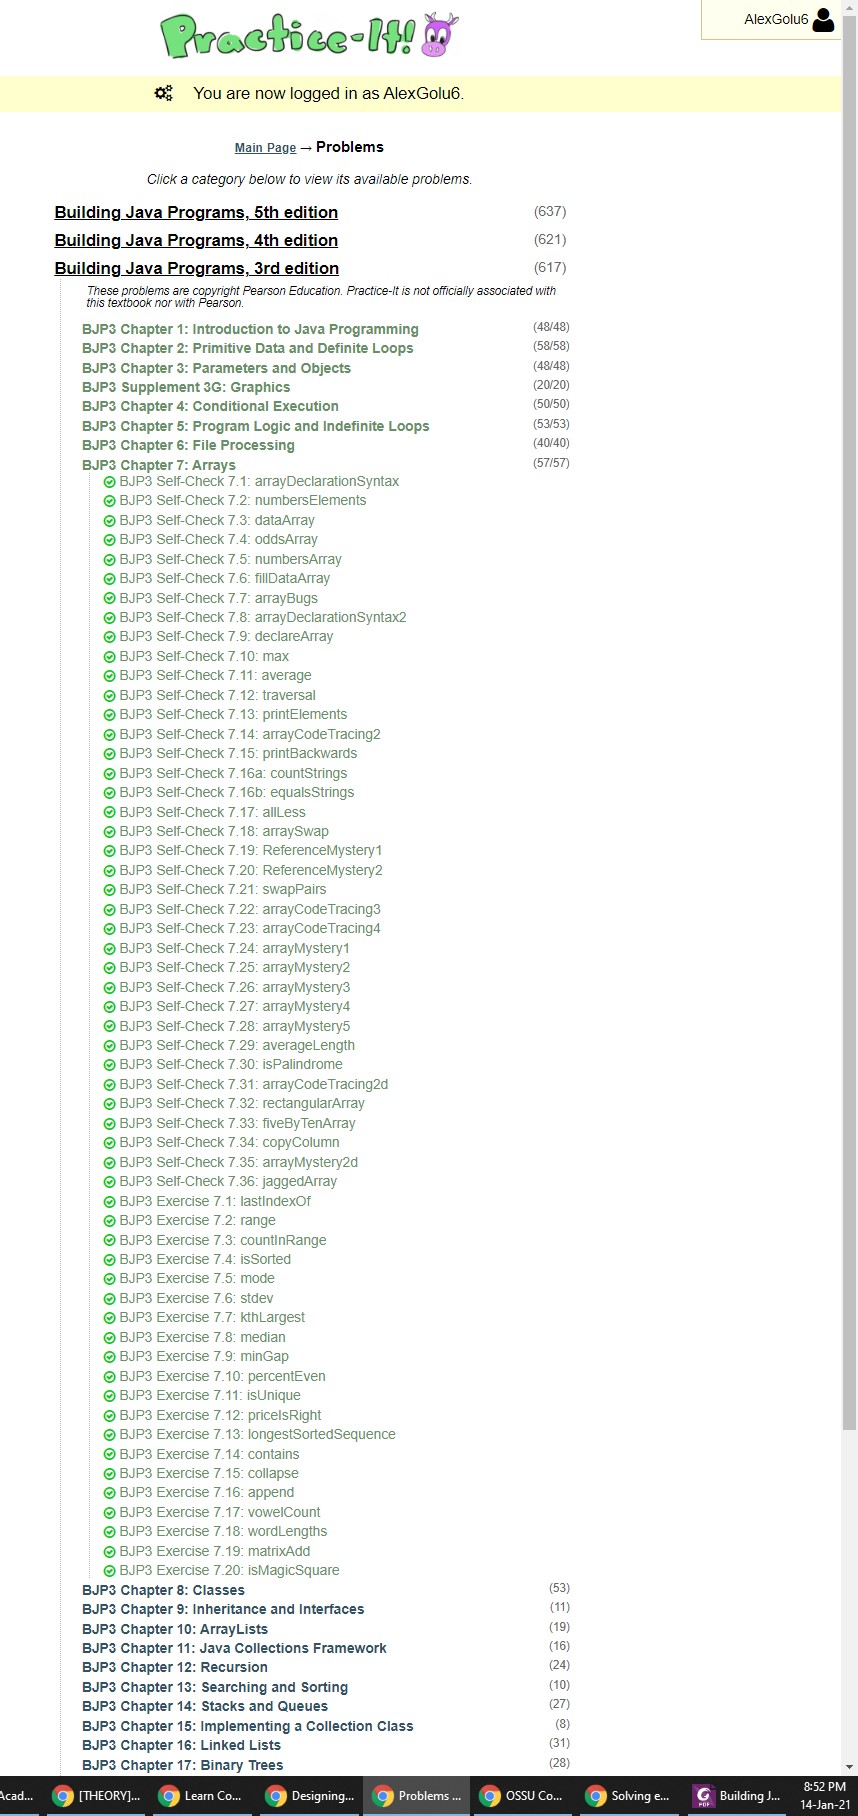 Practice-It!
AlexGolu6
You are now logged in as AlexGolu6.
Main Page → Problems
Click a category below to view its available problems.
Building Java Programs, 5th edition (637)
Building Java Programs, 4th edition (621)
Building Java Programs, 3rd edition (617)
These problems are copyright Pearson Education. Practice-It is not officially associated with
this textbook nor with Pearson.
BJP3 Chapter 1: Introduction to Java Programming (48/48)
BJP3 Chapter 2: Primitive Data and Definite Loops (58/58)
BJP3 Chapter 3: Parameters and Objects (48/48)
BJP3 Supplement 3G: Graphics (20/20)
BJP3 Chapter 4: Conditional Execution (50/50)
BJP3 Chapter 5: Program Logic and Indefinite Loops (53/53)
BJP3 Chapter 6: File Processing (40/40)
BJP3 Chapter 7: Arrays (57/57)
BJP3 Self-Check 7.1: arrayDeclarationSyntax
BJP3 Self-Check 7.2: numbersElements
BJP3 Self-Check 7.3: dataArray
BJP3 Self-Check 7.4: oddsArray
BJP3 Self-Check 7.5: numbersArray
BJP3 Self-Check 7.6: fillDataArray
BJP3 Self-Check 7.7: arrayBugs
BJP3 Self-Check 7.8: arrayDeclarationSyntax2
BJP3 Self-Check 7.9: declareArray
BJP3 Self-Check 7.10: max
BJP3 Self-Check 7.11: average
BJP3 Self-Check 7.12: traversal
BJP3 Self-Check 7.13: printElements
BJP3 Self-Check 7.14: arrayCodeTracing2
BJP3 Self-Check 7.15: printBackwards
BJP3 Self-Check 7.16a: countStrings
BJP3 Self-Check 7.16b: equalsStrings
BJP3 Self-Check 7.17: allLess
BJP3 Self-Check 7.18: arraySwap
BJP3 Self-Check 7.19: ReferenceMystery1
BJP3 Self-Check 7.20: ReferenceMystery2
BJP3 Self-Check 7.21: swapPairs
BJP3 Self-Check 7.22: arrayCodeTracing3
BJP3 Self-Check 7.23: arrayCodeTracing4
BJP3 Self-Check 7.24: arrayMystery1
BJP3 Self-Check 7.25: arrayMystery2
BJP3 Self-Check 7.26: arrayMystery3
BJP3 Self-Check 7.27: arrayMystery4
BJP3 Self-Check 7.28: arrayMystery5
BJP3 Self-Check 7.29: averageLength
BJP3 Self-Check 7.30: isPalindrome
BJP3 Self-Check 7.31: arrayCodeTracing2d
BJP3 Self-Check 7.32: rectangularArray
BJP3 Self-Check 7.33: fiveByTenArray
BJP3 Self-Check 7.34: copyColumn
BJP3 Self-Check 7.35: arrayMystery2d
BJP3 Self-Check 7.36: jaggedArray
BJP3 Exercise 7.1: lastIndexOf
BJP3 Exercise 7.2: range
BJP3 Exercise 7.3: countInRange
BJP3 Exercise 7.4: isSorted
BJP3 Exercise 7.5: mode
BJP3 Exercise 7.6: stdev
BJP3 Exercise 7.7: kthLargest
BJP3 Exercise 7.8: median
BJP3 Exercise 7.9: minGap
BJP3 Exercise 7.10: percentEven
BJP3 Exercise 7.11: isUnique
BJP3 Exercise 7.12: priceIsRight
BJP3 Exercise 7.13: longestSortedSequence
BJP3 Exercise 7.14: contains
BJP3 Exercise 7.15: collapse
BJP3 Exercise 7.16: append
BJP3 Exercise 7.17: vowelCount
BJP3 Exercise 7.18: wordLengths
BJP3 Exercise 7.19: matrixAdd
BJP3 Exercise 7.20: isMagicSquare
BJP3 Chapter 8: Classes (53)
BJP3 Chapter 9: Inheritance and Interfaces (11)
BJP3 Chapter 10: ArrayLists (19)
BJP3 Chapter 11: Java Collections Framework (16)
BJP3 Chapter 12: Recursion (24)
BJP3 Chapter 13: Searching and Sorting (10)
BJP3 Chapter 14: Stacks and Queues (27)
BJP3 Chapter 15: Implementing a Collection Class (8)
BJP3 Chapter 16: Linked Lists (31)
BJP3 Chapter 17: Binary Trees (28)
Acad... [THEORY]... Learn Co... Designing... Problems ... OSSU Co... Solving e... Building J... 8:52 PM
14-Jan-21